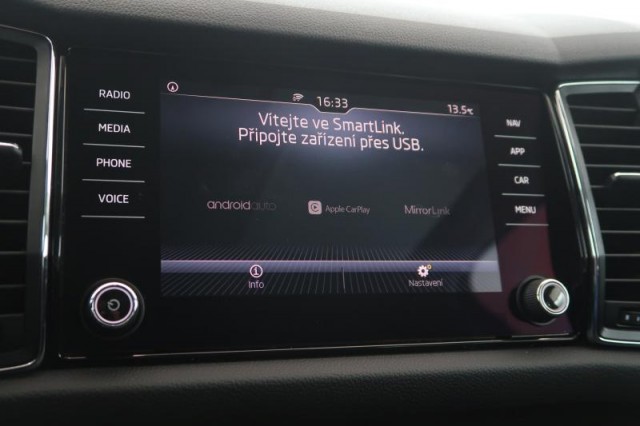 RADIO
MEDIA
PHONE
VOICE
16:33
13.5°C
Vítejte ve SmartLink.
Připojte zařízení přes USB.
androidauto
Apple CarPlay
MirrorLink
Info
Nastavení
NAV
APP
CAR
MENU